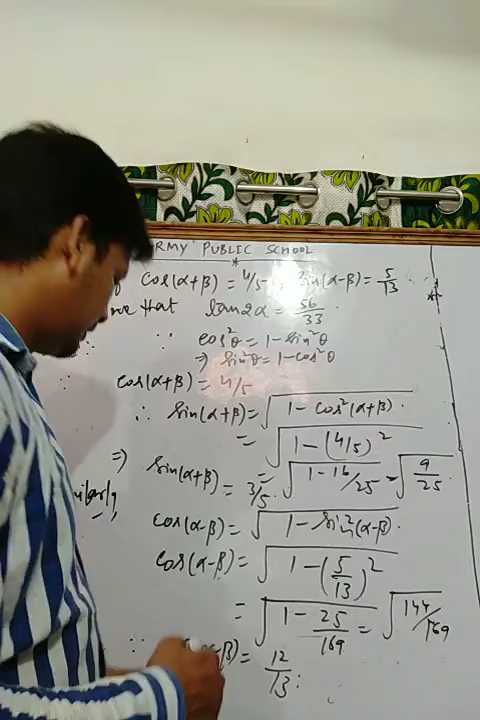 RMY PUBLIC SCHOOL
cos(α+β) = 4/5, sin(α-β) = 5/13
that tan2α = 56/33.
∵ cos²θ = 1-sin²θ
⇒ sin²θ = 1-cos²θ
∵ cos(α+β) = 4/5
∴ sin(α+β) = √(1-cos²(α+β)).
= √(1-(4/5)²)
= √(1-16/25) = √(9/25).
⇒ sin(α+β) = 3/5.
cos(α-β) = √(1-sin²(α-β)).
cos(α-β) = √(1-(5/13)²)
= √(1-25/169) = √(144/169)
∵ -β) = 12/13: